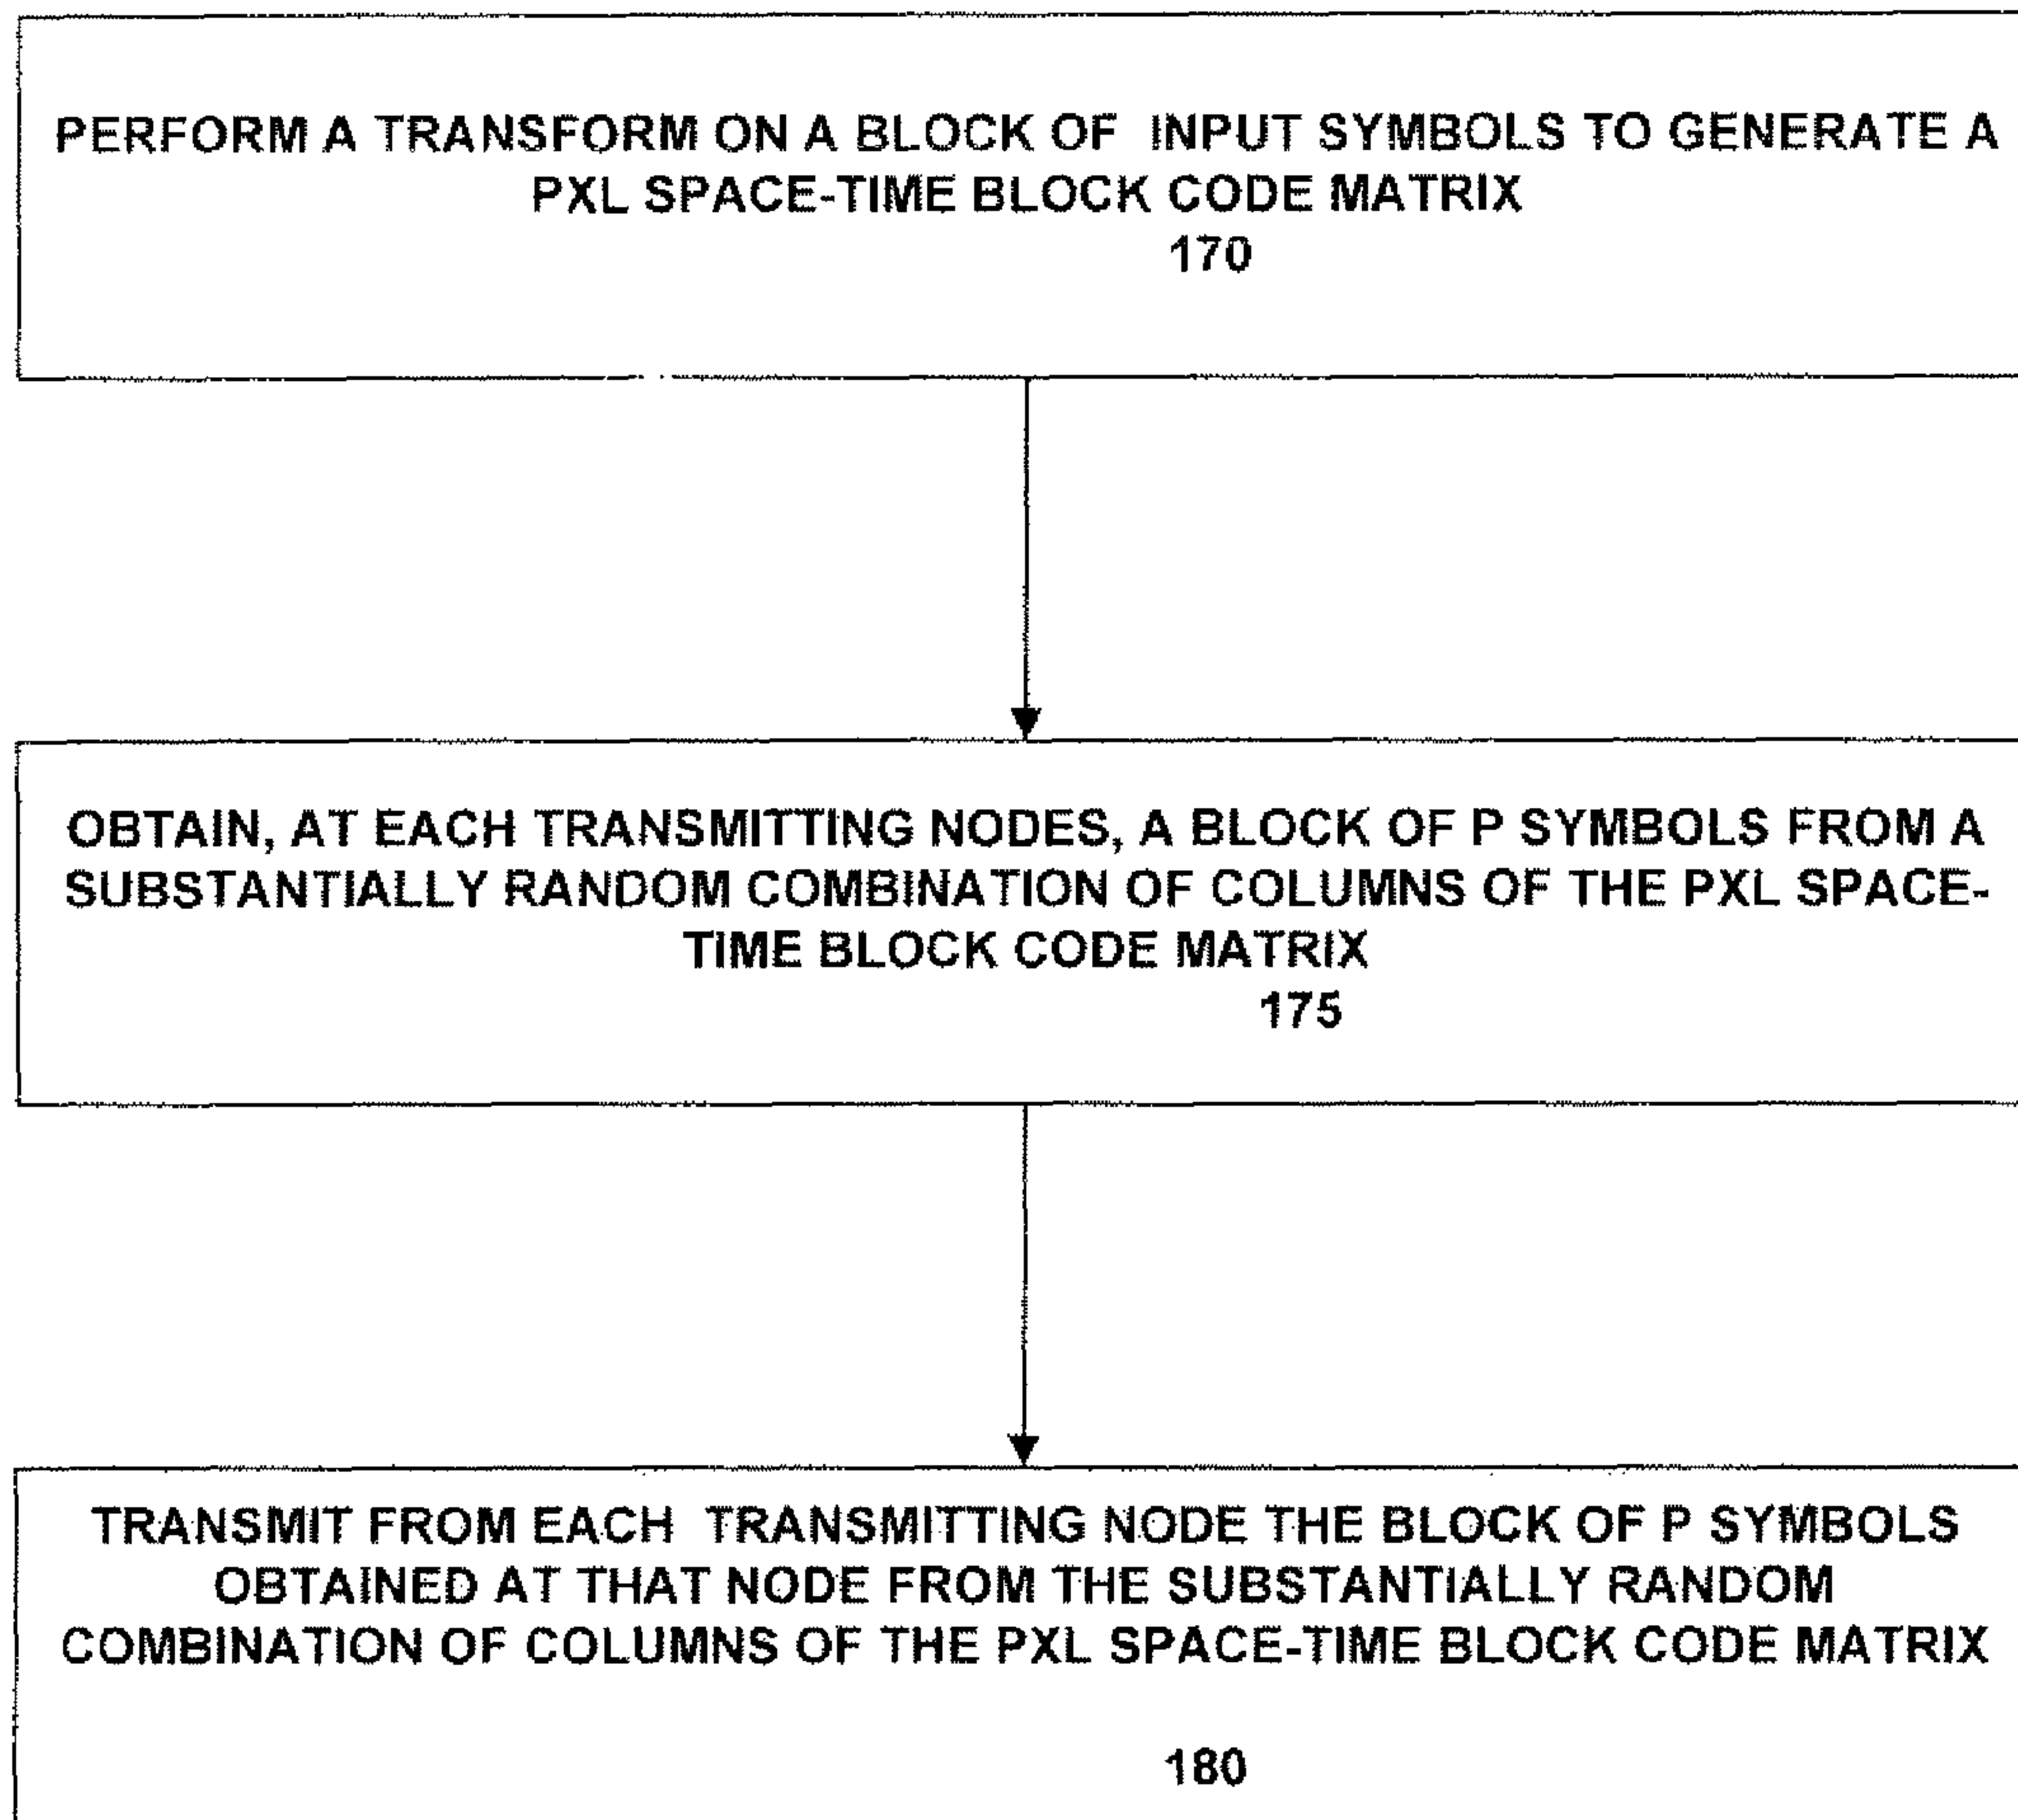 PERFORM A TRANSFORM ON A BLOCK OF INPUT SYMBOLS TO GENERATE A
PXL SPACE-TIME BLOCK CODE MATRIX
170
OBTAIN, AT EACH TRANSMITTING NODES, A BLOCK OF P SYMBOLS FROM A
SUBSTANTIALLY RANDOM COMBINATION OF COLUMNS OF THE PXL SPACE-
TIME BLOCK CODE MATRIX
175
TRANSMIT FROM EACH TRANSMITTING NODE THE BLOCK OF P SYMBOLS
OBTAINED AT THAT NODE FROM THE SUBSTANTIALLY RANDOM
COMBINATION OF COLUMNS OF THE PXL SPACE-TIME BLOCK CODE MATRIX
180